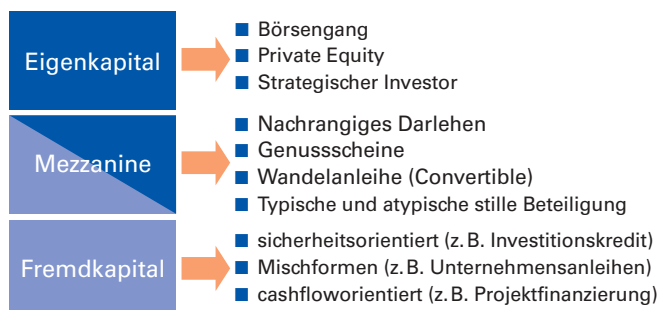 Eigenkapital
■ Börsengang
■ Private Equity
■ Strategischer Investor
Mezzanine
■ Nachrangiges Darlehen
■ Genussscheine
■ Wandelanleihe (Convertible)
■ Typische und atypische stille Beteiligung
Fremdkapital
■ sicherheitsorientiert (z. B. Investitionskredit)
■ Mischformen (z. B. Unternehmensanleihen)
■ cashfloworientiert (z. B. Projektfinanzierung)